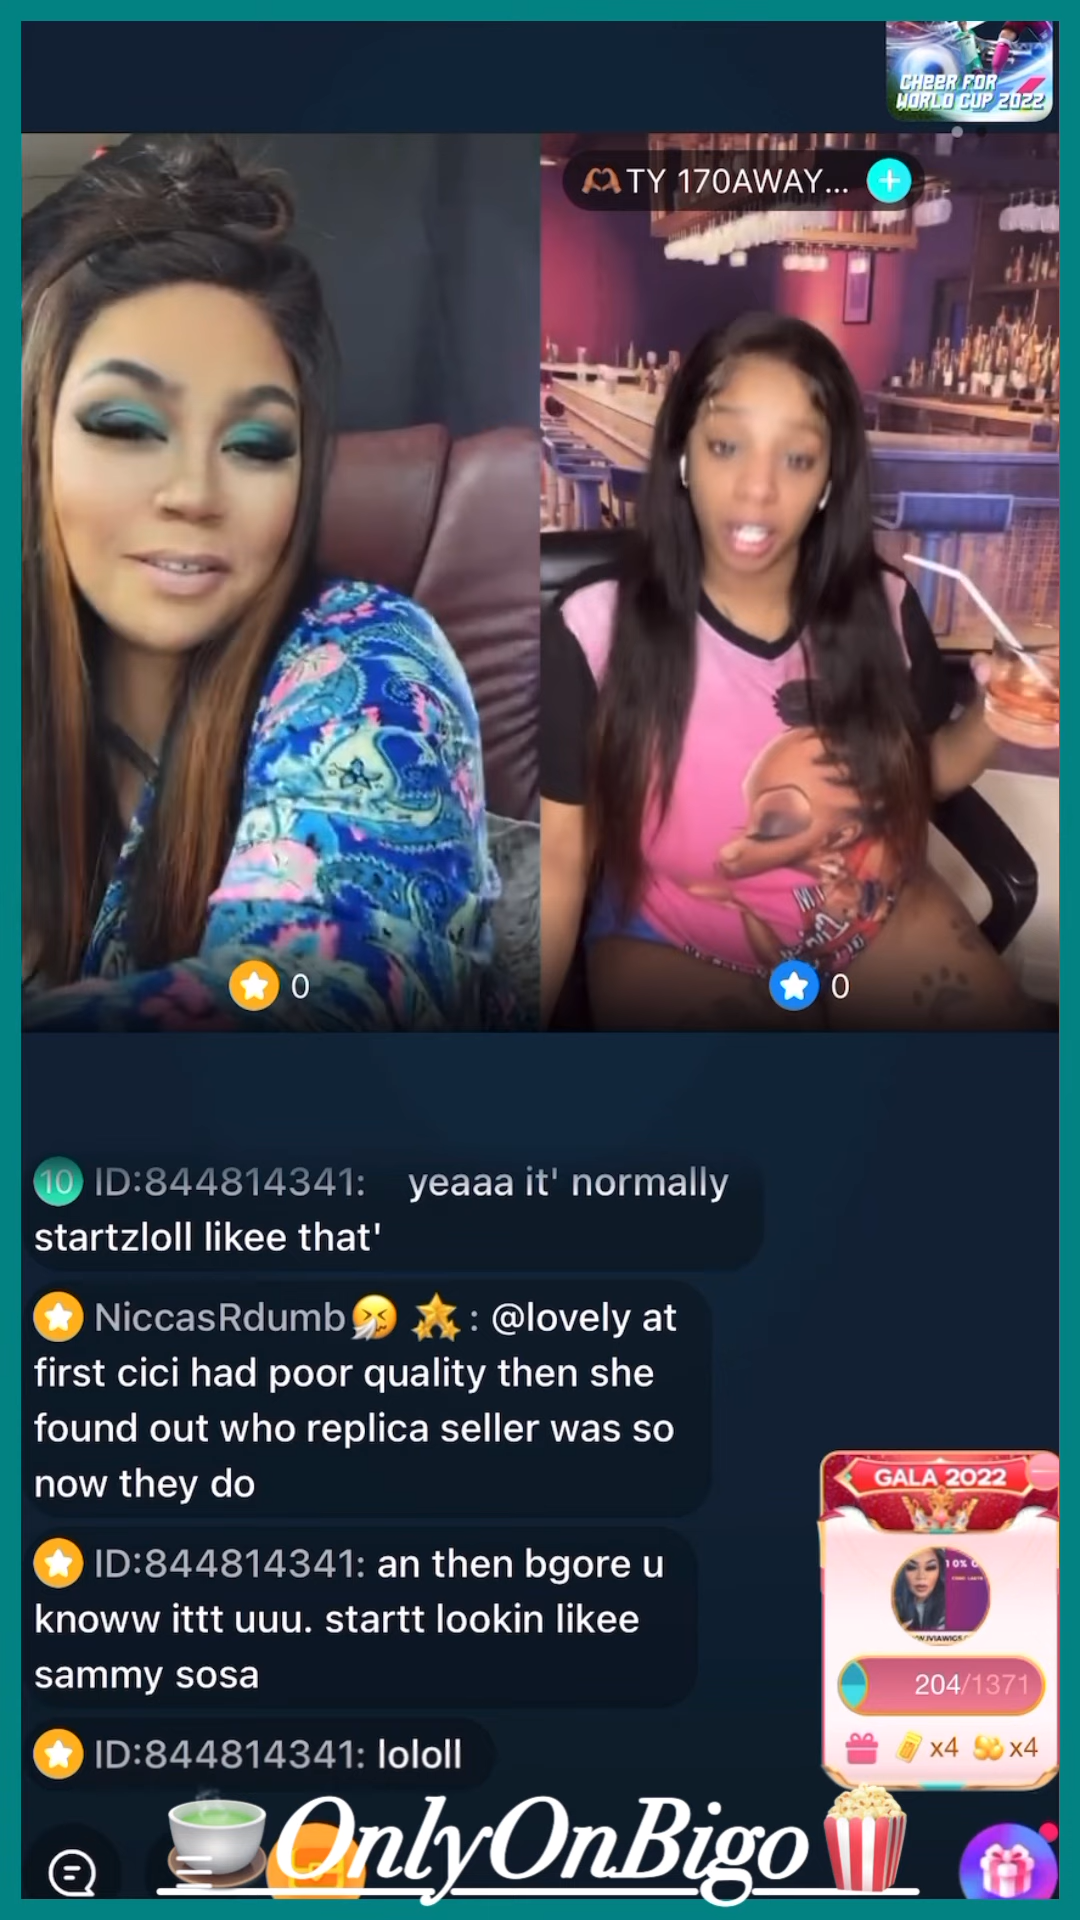 CHEER FOR
WORLD CUP 2022
🫶🏾TY 170AWAY...
0
0
10 ID:844814341: yeaaa it' normally
startzloll likee that'
NiccasRdumb🤧 🌟 : @lovely at
first cici had poor quality then she
found out who replica seller was so
now they do
ID:844814341: an then bgore u
knoww ittt uuu. startt lookin likee
sammy sosa
ID:844814341: lololl
GALA 2022
204/1371
x4 x4
🍵OnlyOnBigo🍿